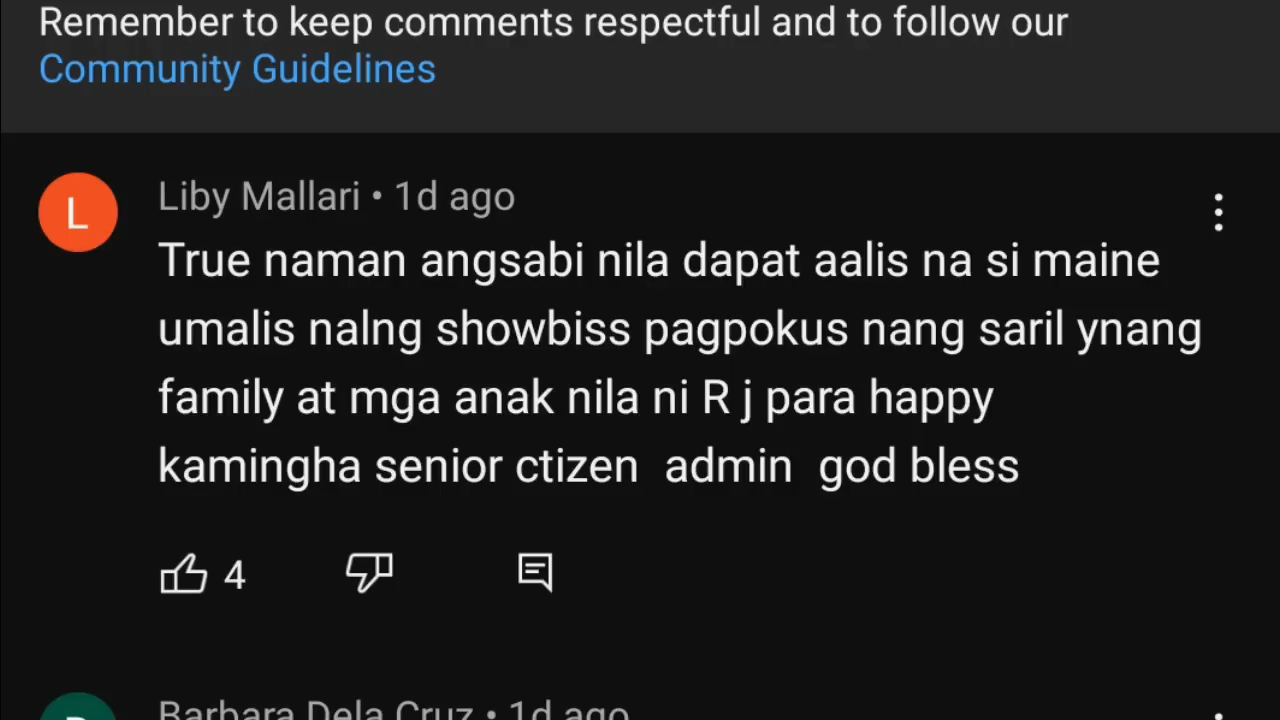 Remember to keep comments respectful and to follow our
Community Guidelines
L
Liby Mallari • 1d ago
True naman angsabi nila dapat aalis na si maine
umalis nalng showbiss pagpokus nang saril ynang
family at mga anak nila ni R j para happy
kamingha senior ctizen  admin  god bless
4
Barbara Dela Cruz • 1d ago